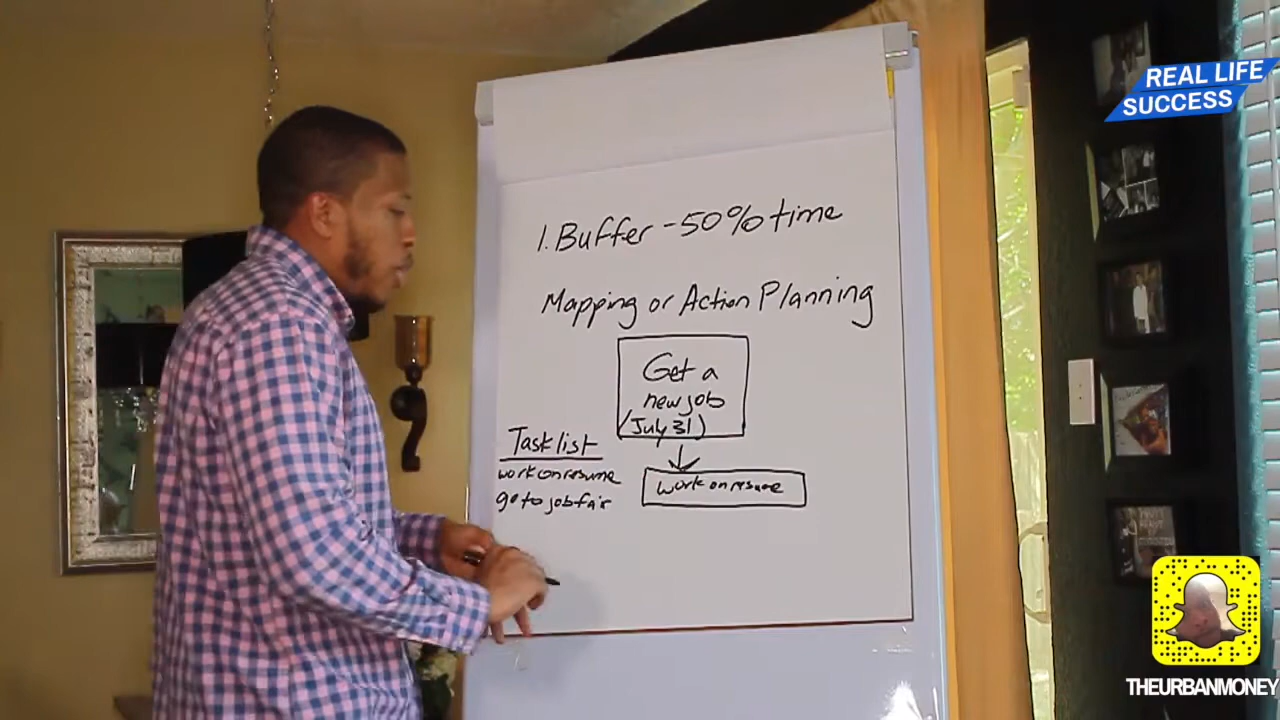 REAL LIFE
SUCCESS
1. Buffer - 50% time
Mapping or Action Planning
Get a
new job
(July 31)
Task list
work on resume
go to job fair
work on resume
THEURBANMONEY